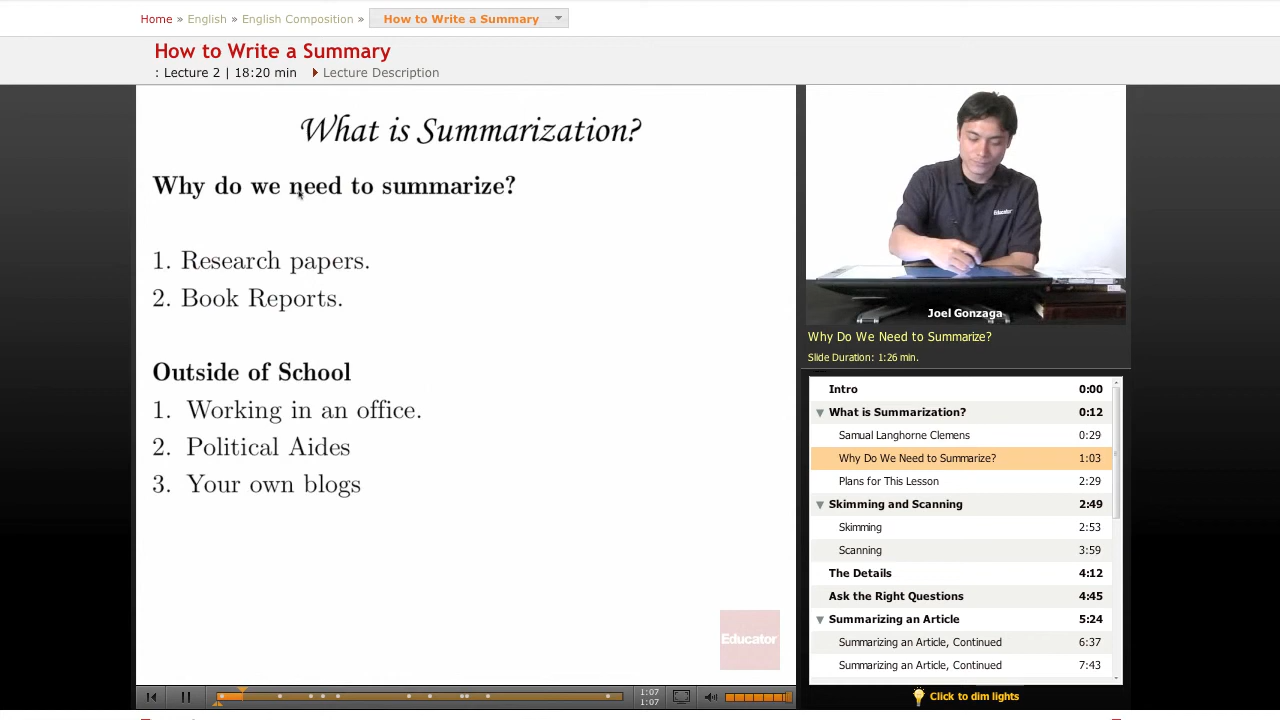 Home » English » English Composition » How to Write a Summary
How to Write a Summary
: Lecture 2 | 18:20 min Lecture Description
What is Summarization?
Why do we need to summarize?
1. Research papers.
2. Book Reports.
Outside of School
1. Working in an office.
2. Political Aides
3. Your own blogs
Educator
1:07
1:07
Educator
Joel Gonzaga
Why Do We Need to Summarize?
Slide Duration: 1:26 min.
Intro 0:00
What is Summarization? 0:12
Samual Langhorne Clemens 0:29
Why Do We Need to Summarize? 1:03
Plans for This Lesson 2:29
Skimming and Scanning 2:49
Skimming 2:53
Scanning 3:59
The Details 4:12
Ask the Right Questions 4:45
Summarizing an Article 5:24
Summarizing an Article, Continued 6:37
Summarizing an Article, Continued 7:43
Click to dim lights